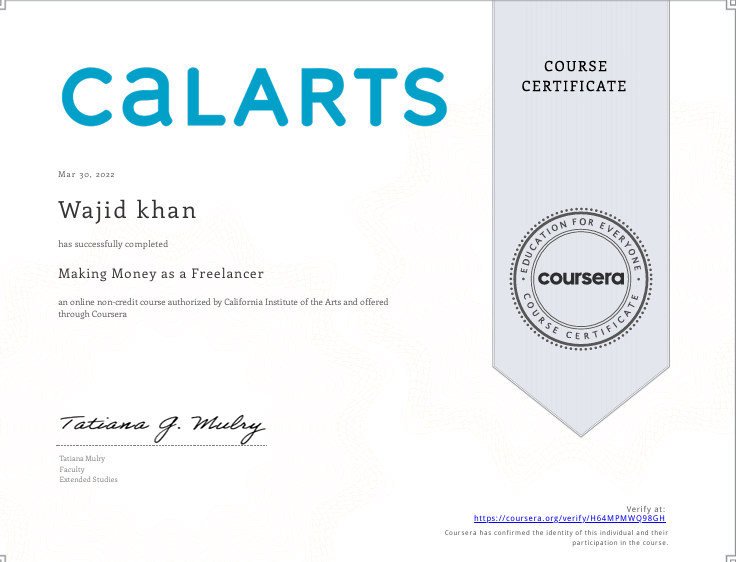 CALARTS
COURSE
CERTIFICATE
Mar 30, 2022
Wajid khan
has successfully completed
Making Money as a Freelancer
an online non-credit course authorized by California Institute of the Arts and offered
through Coursera
EDUCATION FOR EVERYONE
coursera
COURSE CERTIFICATE
Tatiana G. Mulry
Tatiana Mulry
Faculty
Extended Studies
Verify at:
https://coursera.org/verify/H64MPMWQ98GH
Coursera has confirmed the identity of this individual and their
participation in the course.